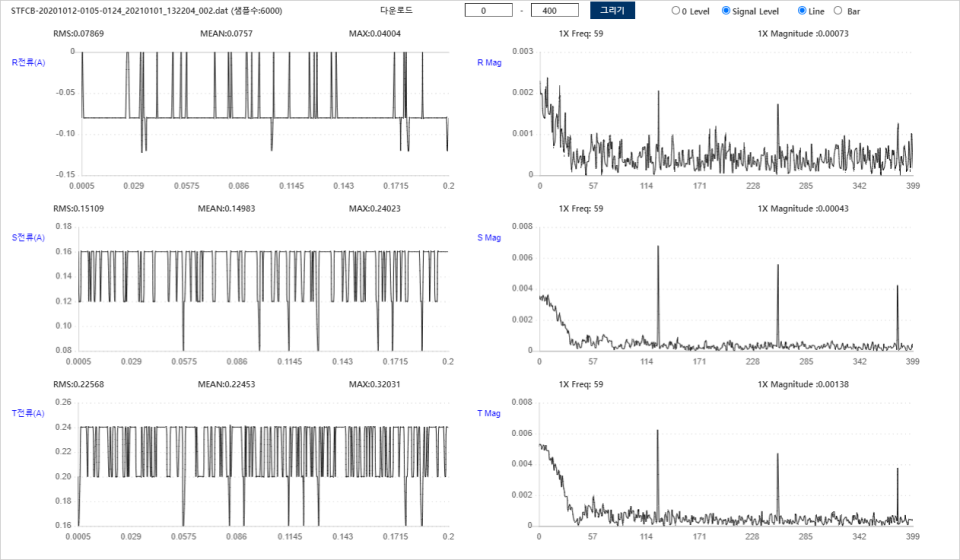 STFCB-20201012-0105-0124_20210101_132204_002.dat (샘플수:6000) 다운로드 0 - 400 그리기 0 Level Signal Level Line Bar
RMS:0.07869 MEAN:0.0757 MAX:0.04004 1X Freq: 59 1X Magnitude :0.00073
R전류(A) R Mag
0
-0.05
-0.10
-0.15
0.0005 0.029 0.0575 0.086 0.1145 0.143 0.1715 0.2
0.003
0.002
0.001
0
0 57 114 171 228 285 342 399
RMS:0.15109 MEAN:0.14983 MAX:0.24023 1X Freq: 59 1X Magnitude :0.00043
S전류(A) S Mag
0.18
0.16
0.14
0.12
0.10
0.08
0.0005 0.029 0.0575 0.086 0.1145 0.143 0.1715 0.2
0.008
0.006
0.004
0.002
0
0 57 114 171 228 285 342 399
RMS:0.22568 MEAN:0.22453 MAX:0.32031 1X Freq: 59 1X Magnitude :0.00138
T전류(A) T Mag
0.26
0.24
0.22
0.20
0.18
0.16
0.0005 0.029 0.0575 0.086 0.1145 0.143 0.1715 0.2
0.008
0.006
0.004
0.002
0
0 57 114 171 228 285 342 399